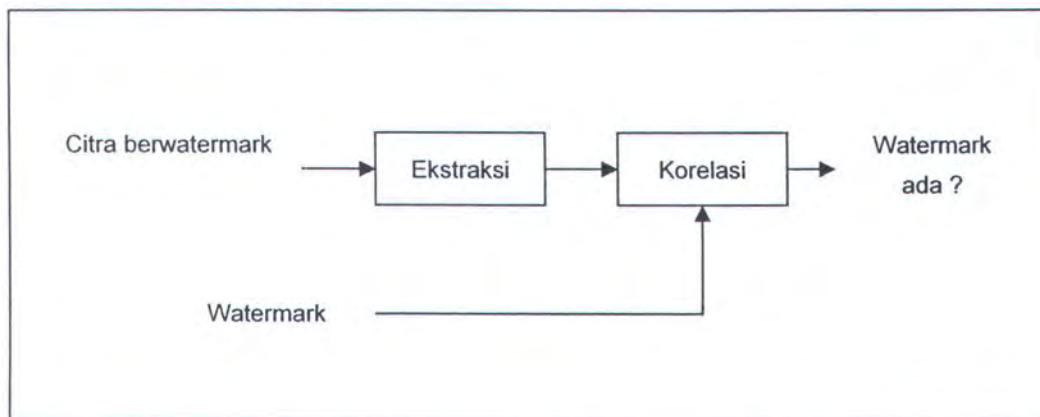 Citra berwatermark
Ekstraksi
Korelasi
Watermark
ada ?
Watermark